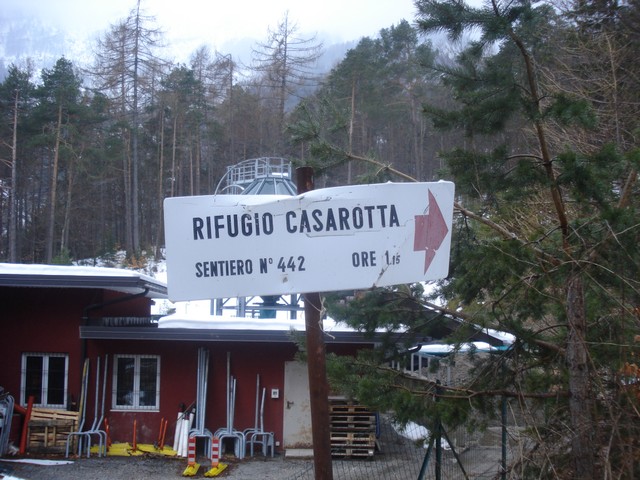 RIFUGIO CASAROTTA
SENTIERO N° 442 ORE 1,15